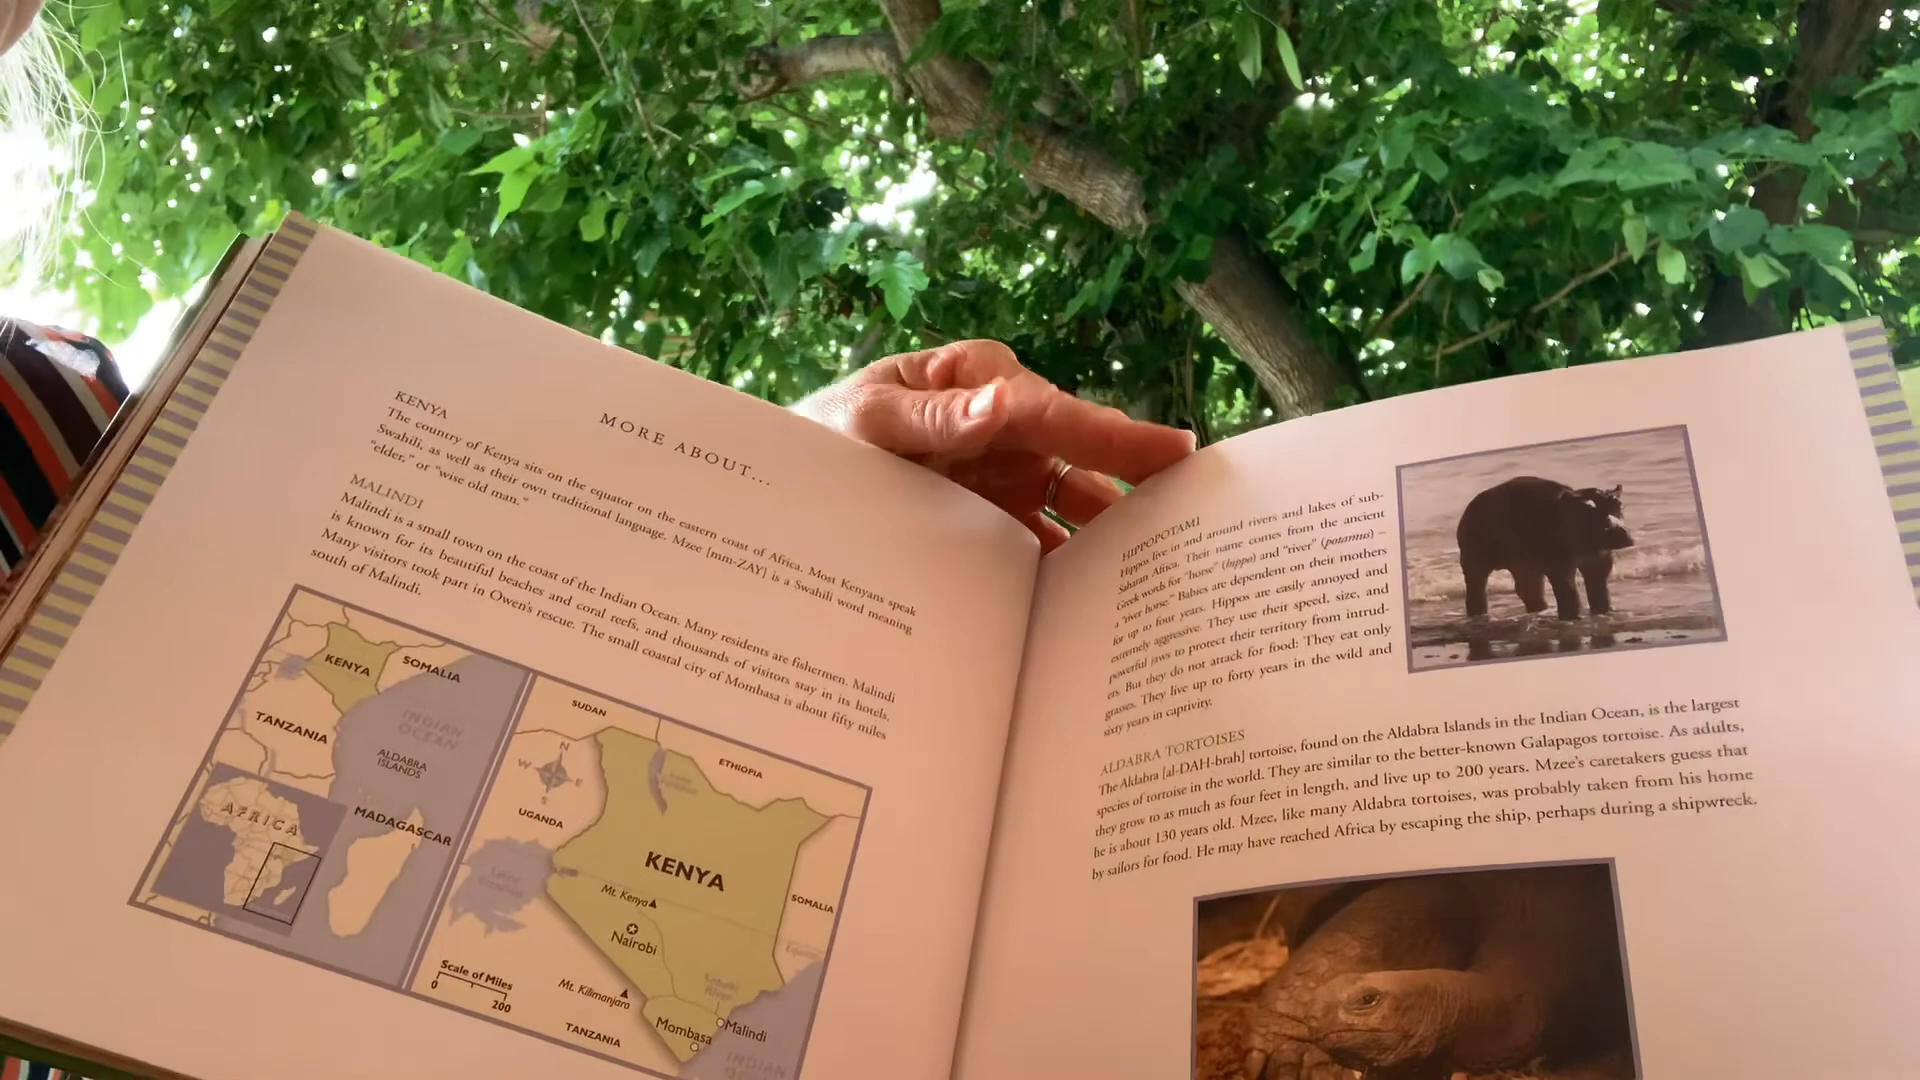 MORE ABOUT...
KENYA
The country of Kenya sits on the equator on the eastern coast of Africa. Most Kenyans speak
Swahili, as well as their own traditional language. Mzee [mm-ZAY] is a Swahili word meaning
"elder," or "wise old man."
MALINDI
Malindi is a small town on the coast of the Indian Ocean. Many residents are fishermen. Malindi
is known for its beautiful beaches and coral reefs, and thousands of visitors stay in its hotels.
Many visitors took part in Owen's rescue. The small coastal city of Mombasa is about fifty miles
south of Malindi.
KENYA
SOMALIA
TANZANIA
INDIAN
OCEAN
ALDABRA
ISLANDS
AFRICA
MADAGASCAR
SUDAN
ETHIOPIA
N
W E
S
UGANDA
KENYA
Lake
Victoria
Mt. Kenya
SOMALIA
Nairobi
Equator
Scale of Miles
0
200
Mt. Kilimanjaro
River
TANZANIA
Mombasa
Malindi
INDIAN
HIPPOPOTAMI
Hippos live in and around rivers and lakes of sub-
Saharan Africa. Their name comes from the ancient
Greek words for "horse" (hippo) and "river" (potamus) –
a "river horse." Babies are dependent on their mothers
for up to four years. Hippos are easily annoyed and
extremely aggressive. They use their speed, size, and
powerful jaws to protect their territory from intrud-
ers. But they do not attack for food: They eat only
grasses. They live up to forty years in the wild and
sixty years in captivity.
ALDABRA TORTOISES
The Aldabra [al-DAH-brah] tortoise, found on the Aldabra Islands in the Indian Ocean, is the largest
species of tortoise in the world. They are similar to the better-known Galapagos tortoise. As adults,
they grow to as much as four feet in length, and live up to 200 years. Mzee's caretakers guess that
he is about 130 years old. Mzee, like many Aldabra tortoises, was probably taken from his home
by sailors for food. He may have reached Africa by escaping the ship, perhaps during a shipwreck.